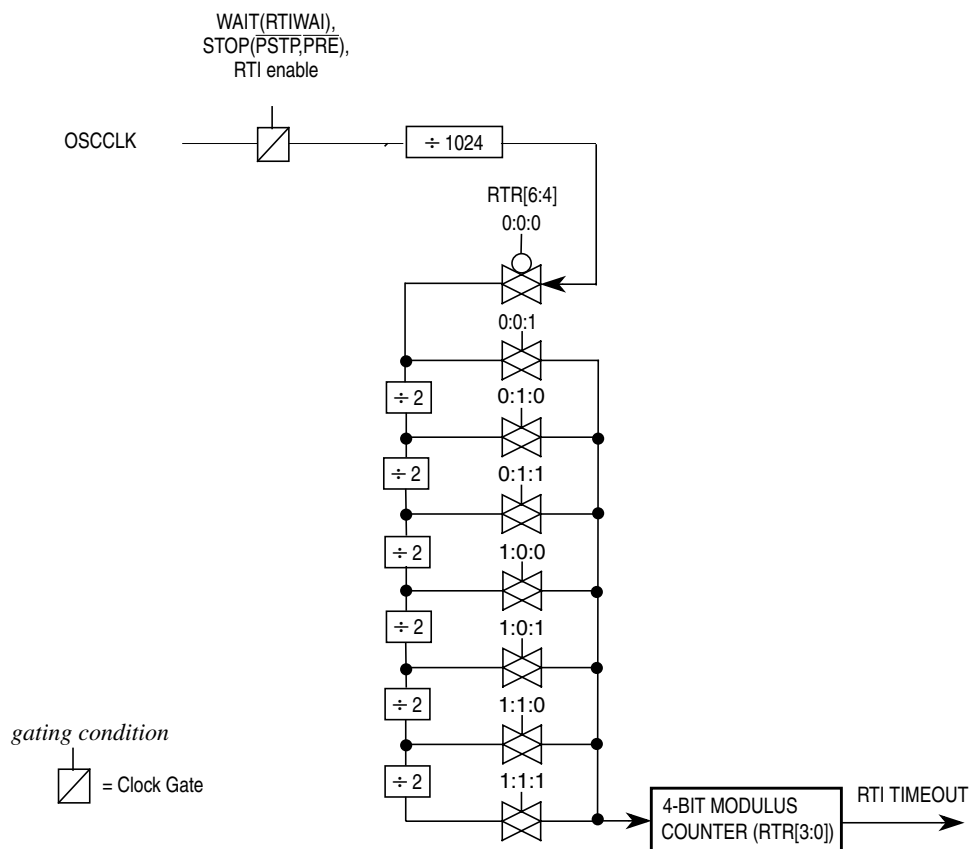 WAIT(RTIWAI),
STOP(PSTP,PRE),
RTI enable
OSCCLK
÷ 1024
RTR[6:4]
0:0:0
0:0:1
÷ 2
0:1:0
÷ 2
0:1:1
÷ 2
1:0:0
÷ 2
1:0:1
÷ 2
1:1:0
÷ 2
1:1:1
gating condition
= Clock Gate
4-BIT MODULUS
COUNTER (RTR[3:0])
RTI TIMEOUT